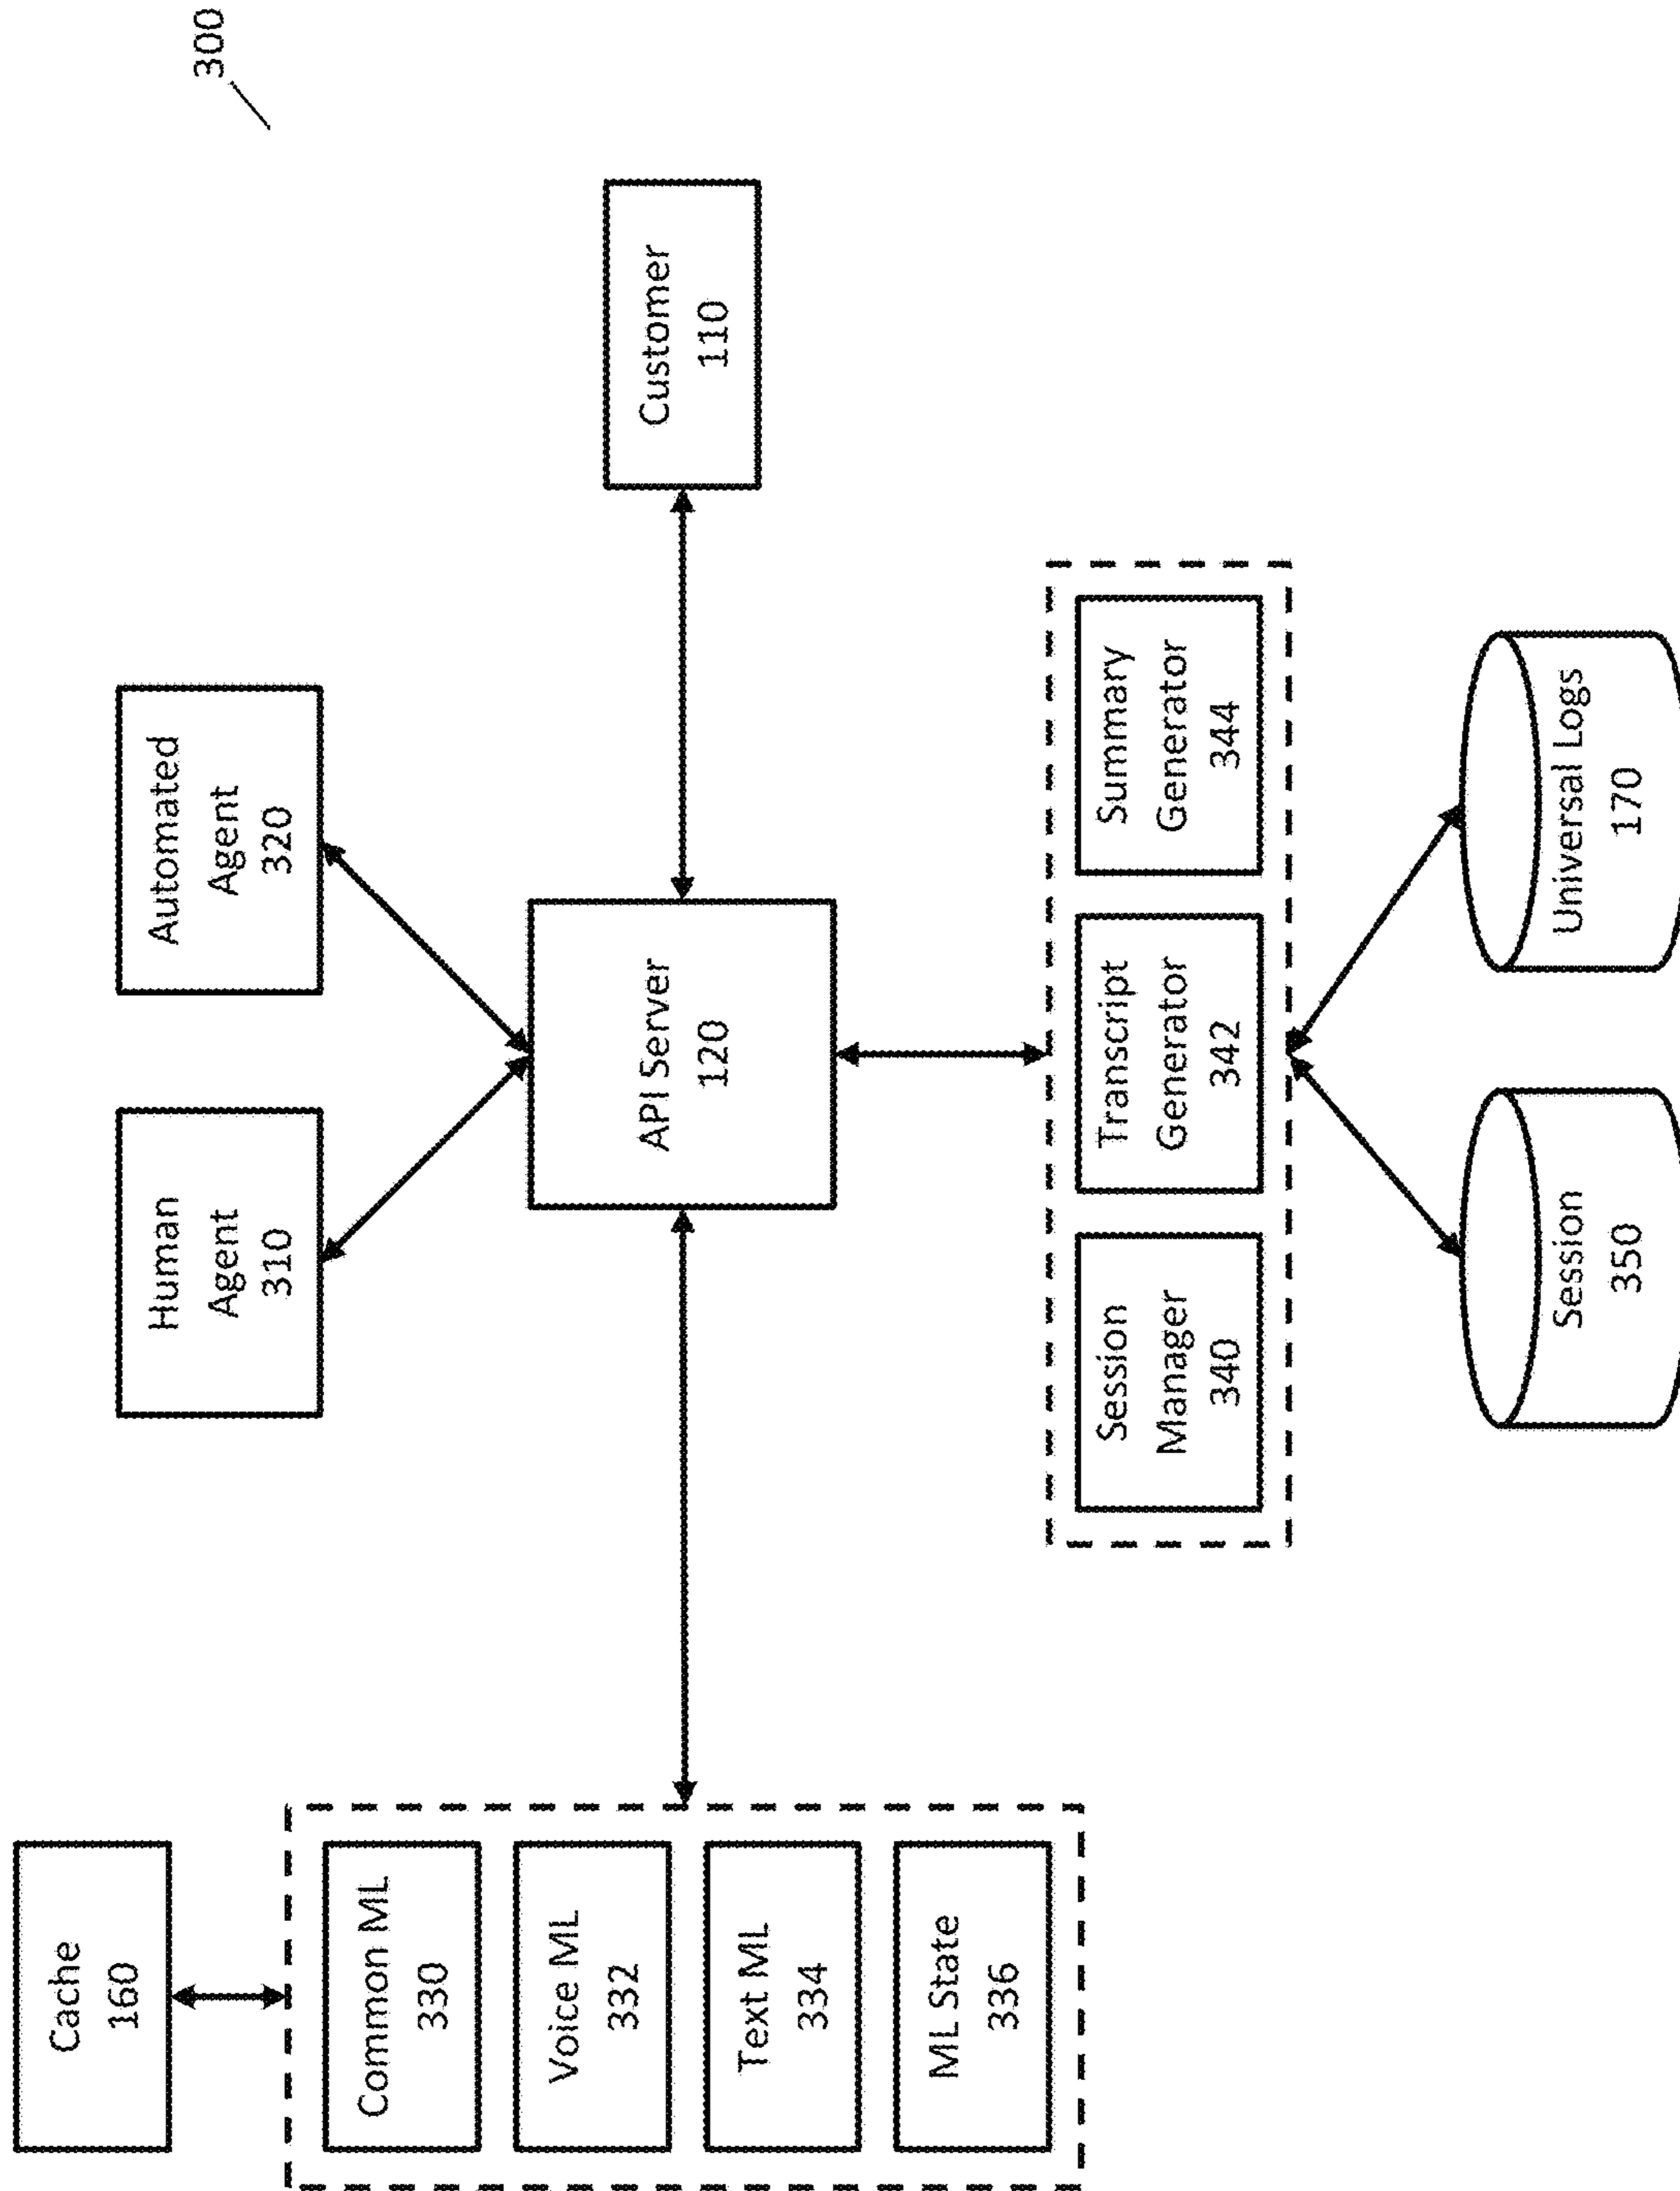 300
Cache
160
Human
Agent
310
Automated
Agent
320
Common ML
330
Voice ML
332
Text ML
334
ML State
336
API Server
120
Customer
110
Session
Manager
340
Transcript
Generator
342
Summary
Generator
344
Session
350
Universal Logs
170